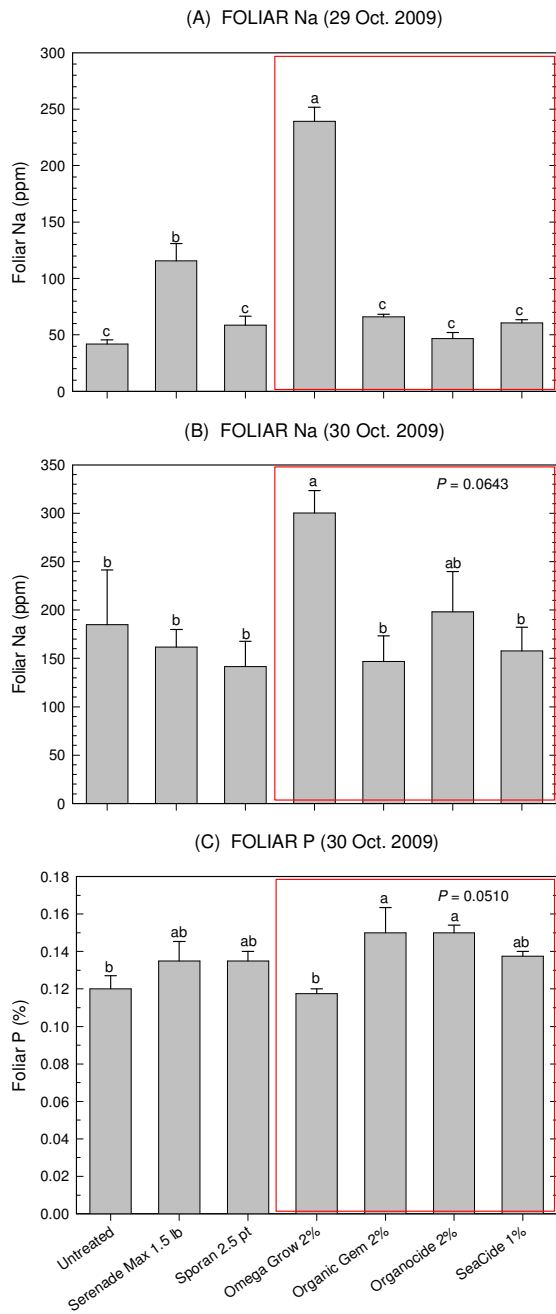 (A) FOLIAR Na (29 Oct. 2009)
Foliar Na (ppm)
300
250
200
150
100
50
0
c
b
c
a
c
c
c
(B) FOLIAR Na (30 Oct. 2009)
Foliar Na (ppm)
350
300
250
200
150
100
50
0
P = 0.0643
b
b
b
a
b
ab
b
(C) FOLIAR P (30 Oct. 2009)
Foliar P (%)
0.18
0.16
0.14
0.12
0.10
0.08
0.06
0.04
0.02
0.00
P = 0.0510
b
ab
ab
b
a
a
ab
Untreated
Serenade Max 1.5 lb
Sporan 2.5 pt
Omega Grow 2%
Organic Gem 2%
Organocide 2%
SeaCide 1%